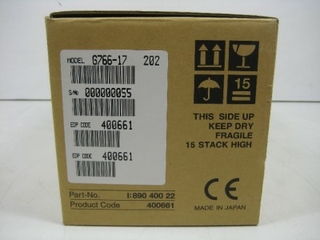 MODEL G766-17 202
S/No 000000055
EDP CODE 400661
EDP CODE 400661
15
THIS SIDE UP
KEEP DRY
FRAGILE
15 STACK HIGH
Part-No. I:890 400 22
Product Code 400661
CE
MADE IN JAPAN